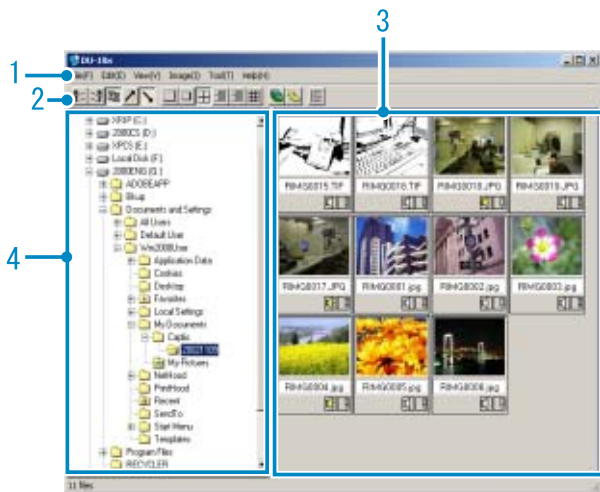 3
DU-10x
1
File(F) Edit(E) View(V) Image(I) Tool(T) Help(H)
2
XPJP (C:)
2000CS (D:)
XPCS (E:)
Local Disk (F:)
2000ENG (G:)
ADOBEAPP
Bkup
Documents and Settings
All Users
Default User
Win2000User
Application Data
Cookies
Desktop
Favorites
Local Settings
My Documents
Caplio
My Pictures
NetHood
PrintHood
Recent
SendTo
Start Menu
Templates
Program Files
RECYCLER
4
RIMG0015.TIF RIMG0016.TIF RIMG0018.JPG RIMG0019.JPG
RIMG0017.JPG RIMG0001.jpg RIMG0002.jpg RIMG0003.jpg
RIMG0004.jpg RIMG0005.jpg RIMG0006.jpg
11 files